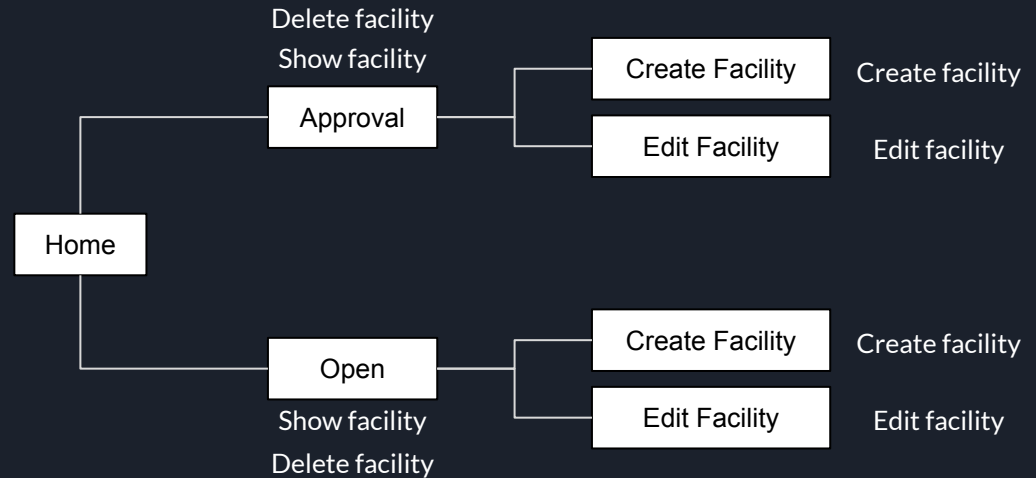 Delete facility
Show facility
Approval
Create Facility
Create facility
Edit Facility
Edit facility
Home
Open
Show facility
Delete facility
Create Facility
Create facility
Edit Facility
Edit facility